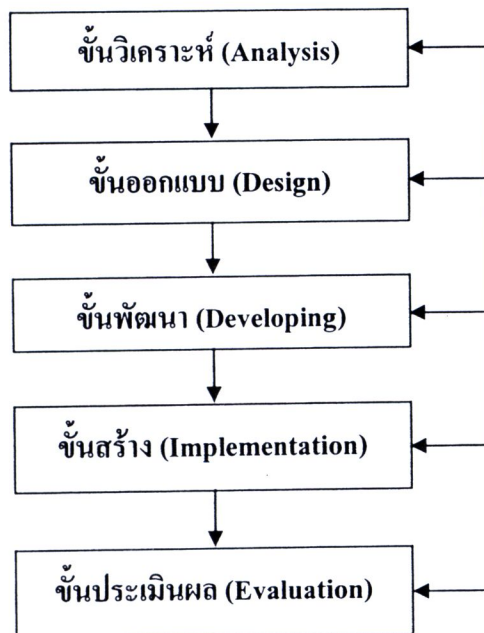 ขั้นวิเคราะห์ (Analysis)
ขั้นออกแบบ (Design)
ขั้นพัฒนา (Developing)
ขั้นสร้าง (Implementation)
ขั้นประเมินผล (Evaluation)